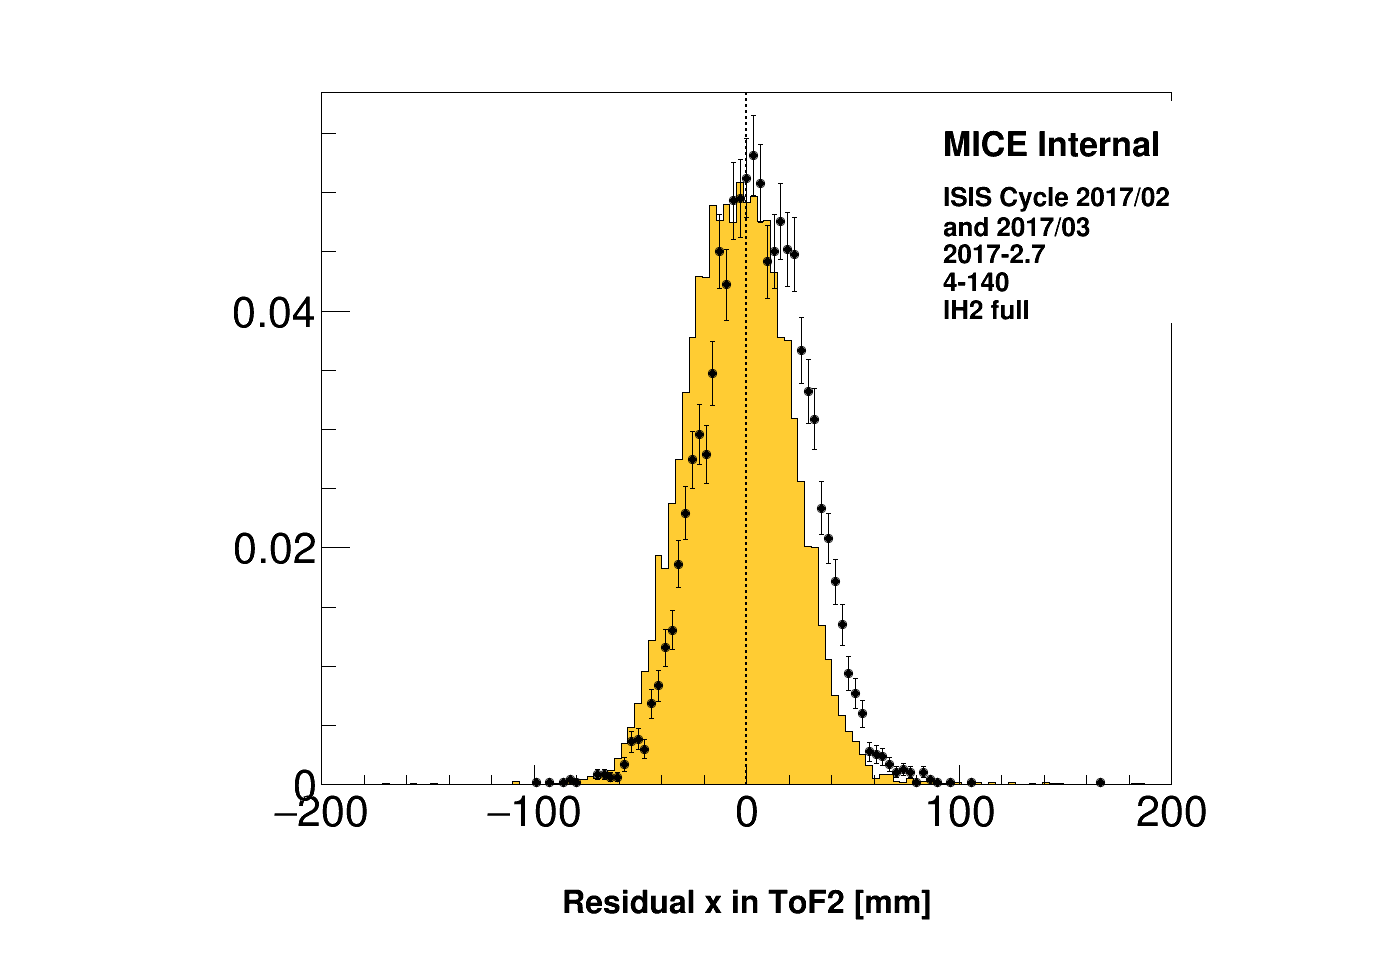 MICE Internal
ISIS Cycle 2017/02
and 2017/03
2017-2.7
4-140
IH2 full
0.04
0.02
0
−200 −100 0 100 200
Residual x in ToF2 [mm]